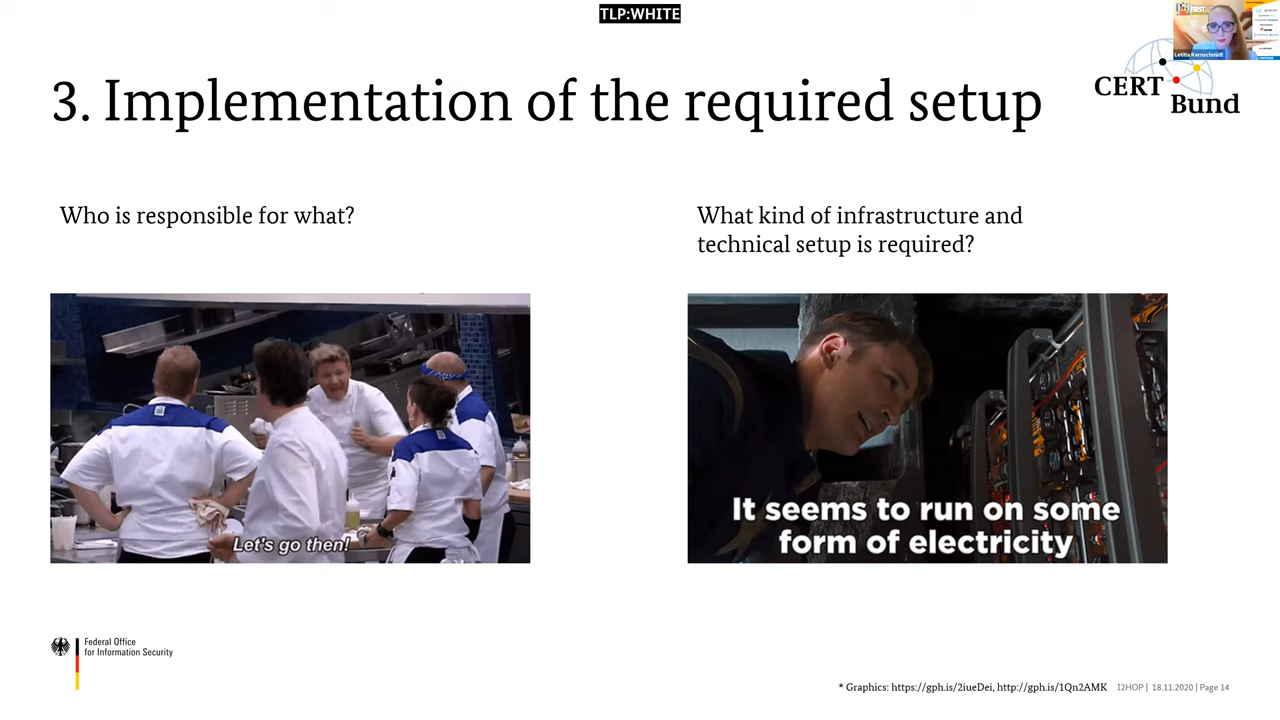 TLP:WHITE
Letitia Kernschmidt
CERT
Bund
3. Implementation of the required setup
Who is responsible for what?
What kind of infrastructure and
technical setup is required?
Let's go then!
It seems to run on some
form of electricity
Federal Office
for Information Security
* Graphics: https://gph.is/2iueDei, http://gph.is/1Qn2AMK
I2HOP | 18.11.2020 | Page 14